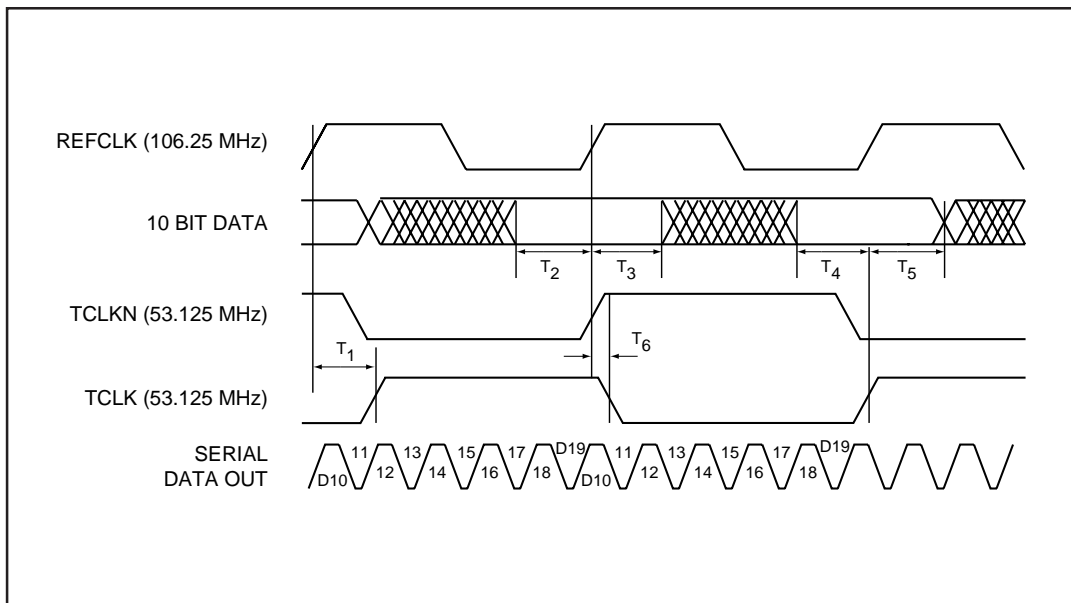 REFCLK (106.25 MHz)
10 BIT DATA
T2 T3 T4 T5
TCLKN (53.125 MHz)
T1 T6
TCLK (53.125 MHz)
SERIAL
DATA OUT
11 13 15 17 D19 11 13 15 17 D19
D10 12 14 16 18 D10 12 14 16 18